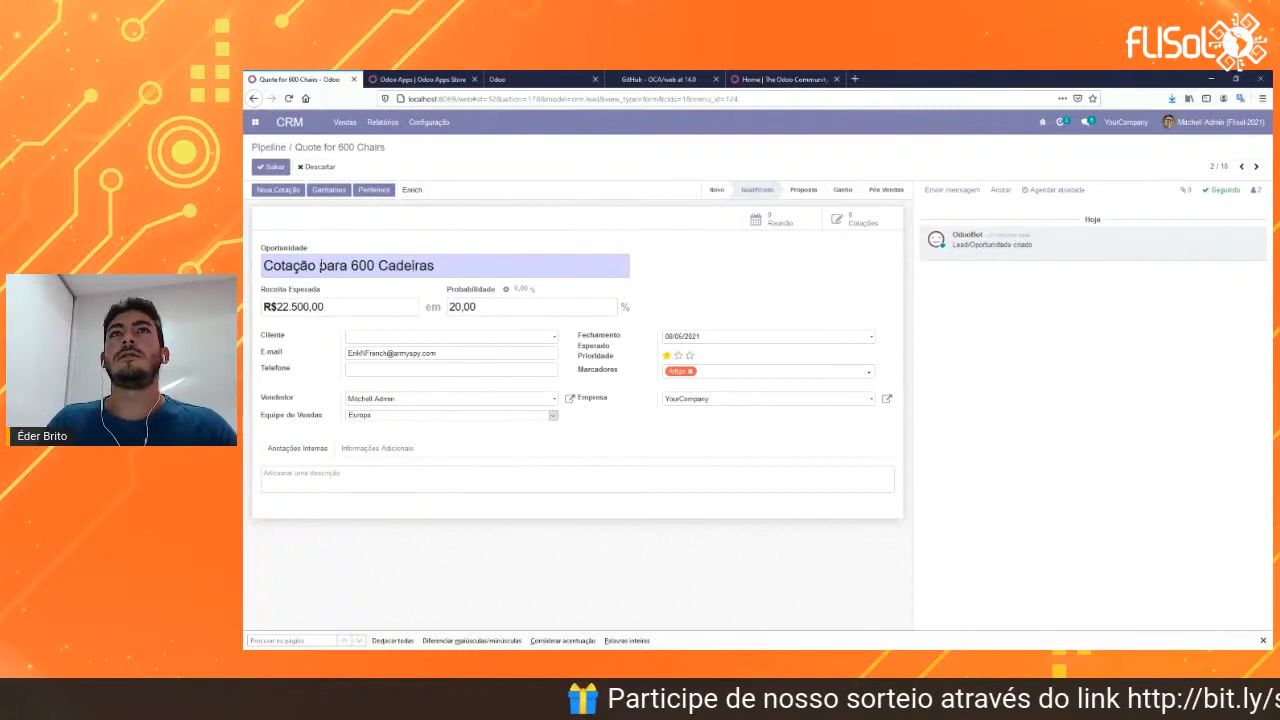 FLISoL
Quote for 600 Chairs - Odoo
Odoo Apps | Odoo Apps Store
Odoo
GitHub - OCA/web at 14.0
Home | The Odoo Community
CRM
Vendas
Relatórios
Configuração
YourCompany
Mitchell Admin (Flisol-2021)
Pipeline / Quote for 600 Chairs
Salvar
Descartar
2 / 10
Nova Cotação
Ganhamos
Perdemos
Enrich
Novo
Qualificado
Proposta
Ganho
Pós Vendas
Enviar mensagem
Anotar
Agendar atividade
0
Seguindo
2
0
Reunião
0
Cotações
Hoje
OdooBot
Lead/Oportunidade criado
Oportunidade
Cotação para 600 Cadeiras
Receita Esperada
Probabilidade
0,00 %
R$22.500,00
em
20,00
%
Cliente
E-mail
ErikNFrench@armyspy.com
Telefone
Fechamento
Esperado
08/05/2021
Prioridade
Marcadores
Artigo
Vendedor
Mitchell Admin
Empresa
YourCompany
Equipe de Vendas
Europa
Anotações Internas
Informações Adicionais
Adicionar uma descrição
Éder Brito
Procurar na página
Destacar todas
Diferenciar maiúsculas/minúsculas
Considerar acentuação
Palavras inteiras
Participe de nosso sorteio através do link http://bit.ly/s